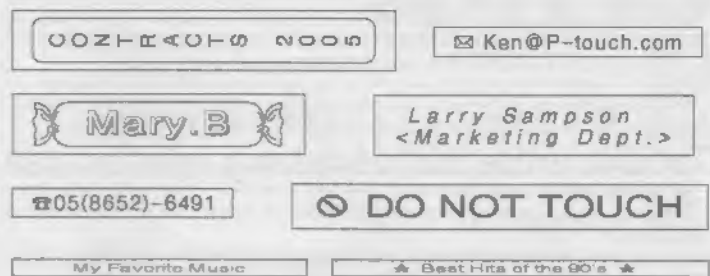 CONTRACTS 2005
✉ Ken@P-touch.com
Mary.B
Larry Sampson
<Marketing Dept.>
☎05(8652)-6491
🚫 DO NOT TOUCH
My Favorite Music
★ Best Hits of the 90's ★